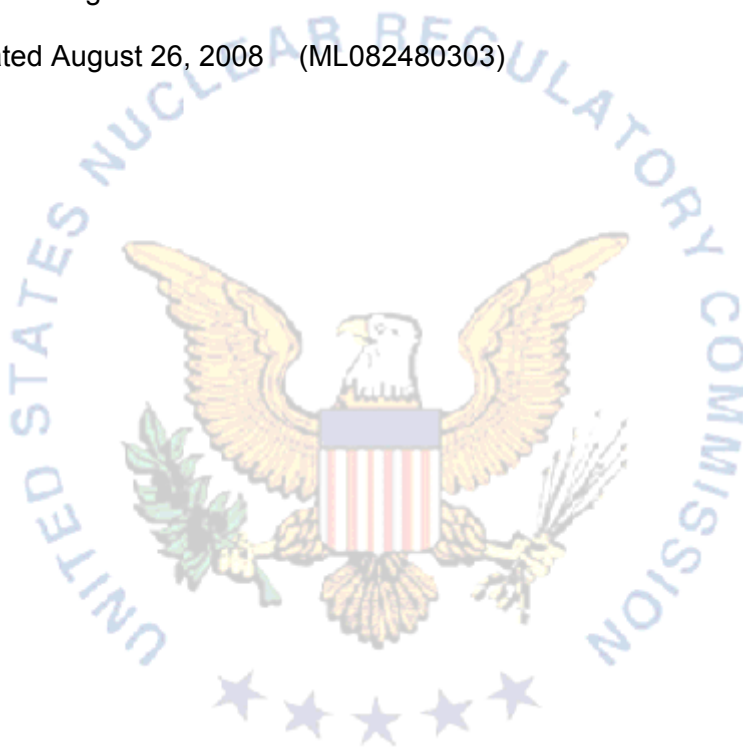 ated August 26, 2008 (ML082480303)
UNITED STATES NUCLEAR REGULATORY COMMISSION